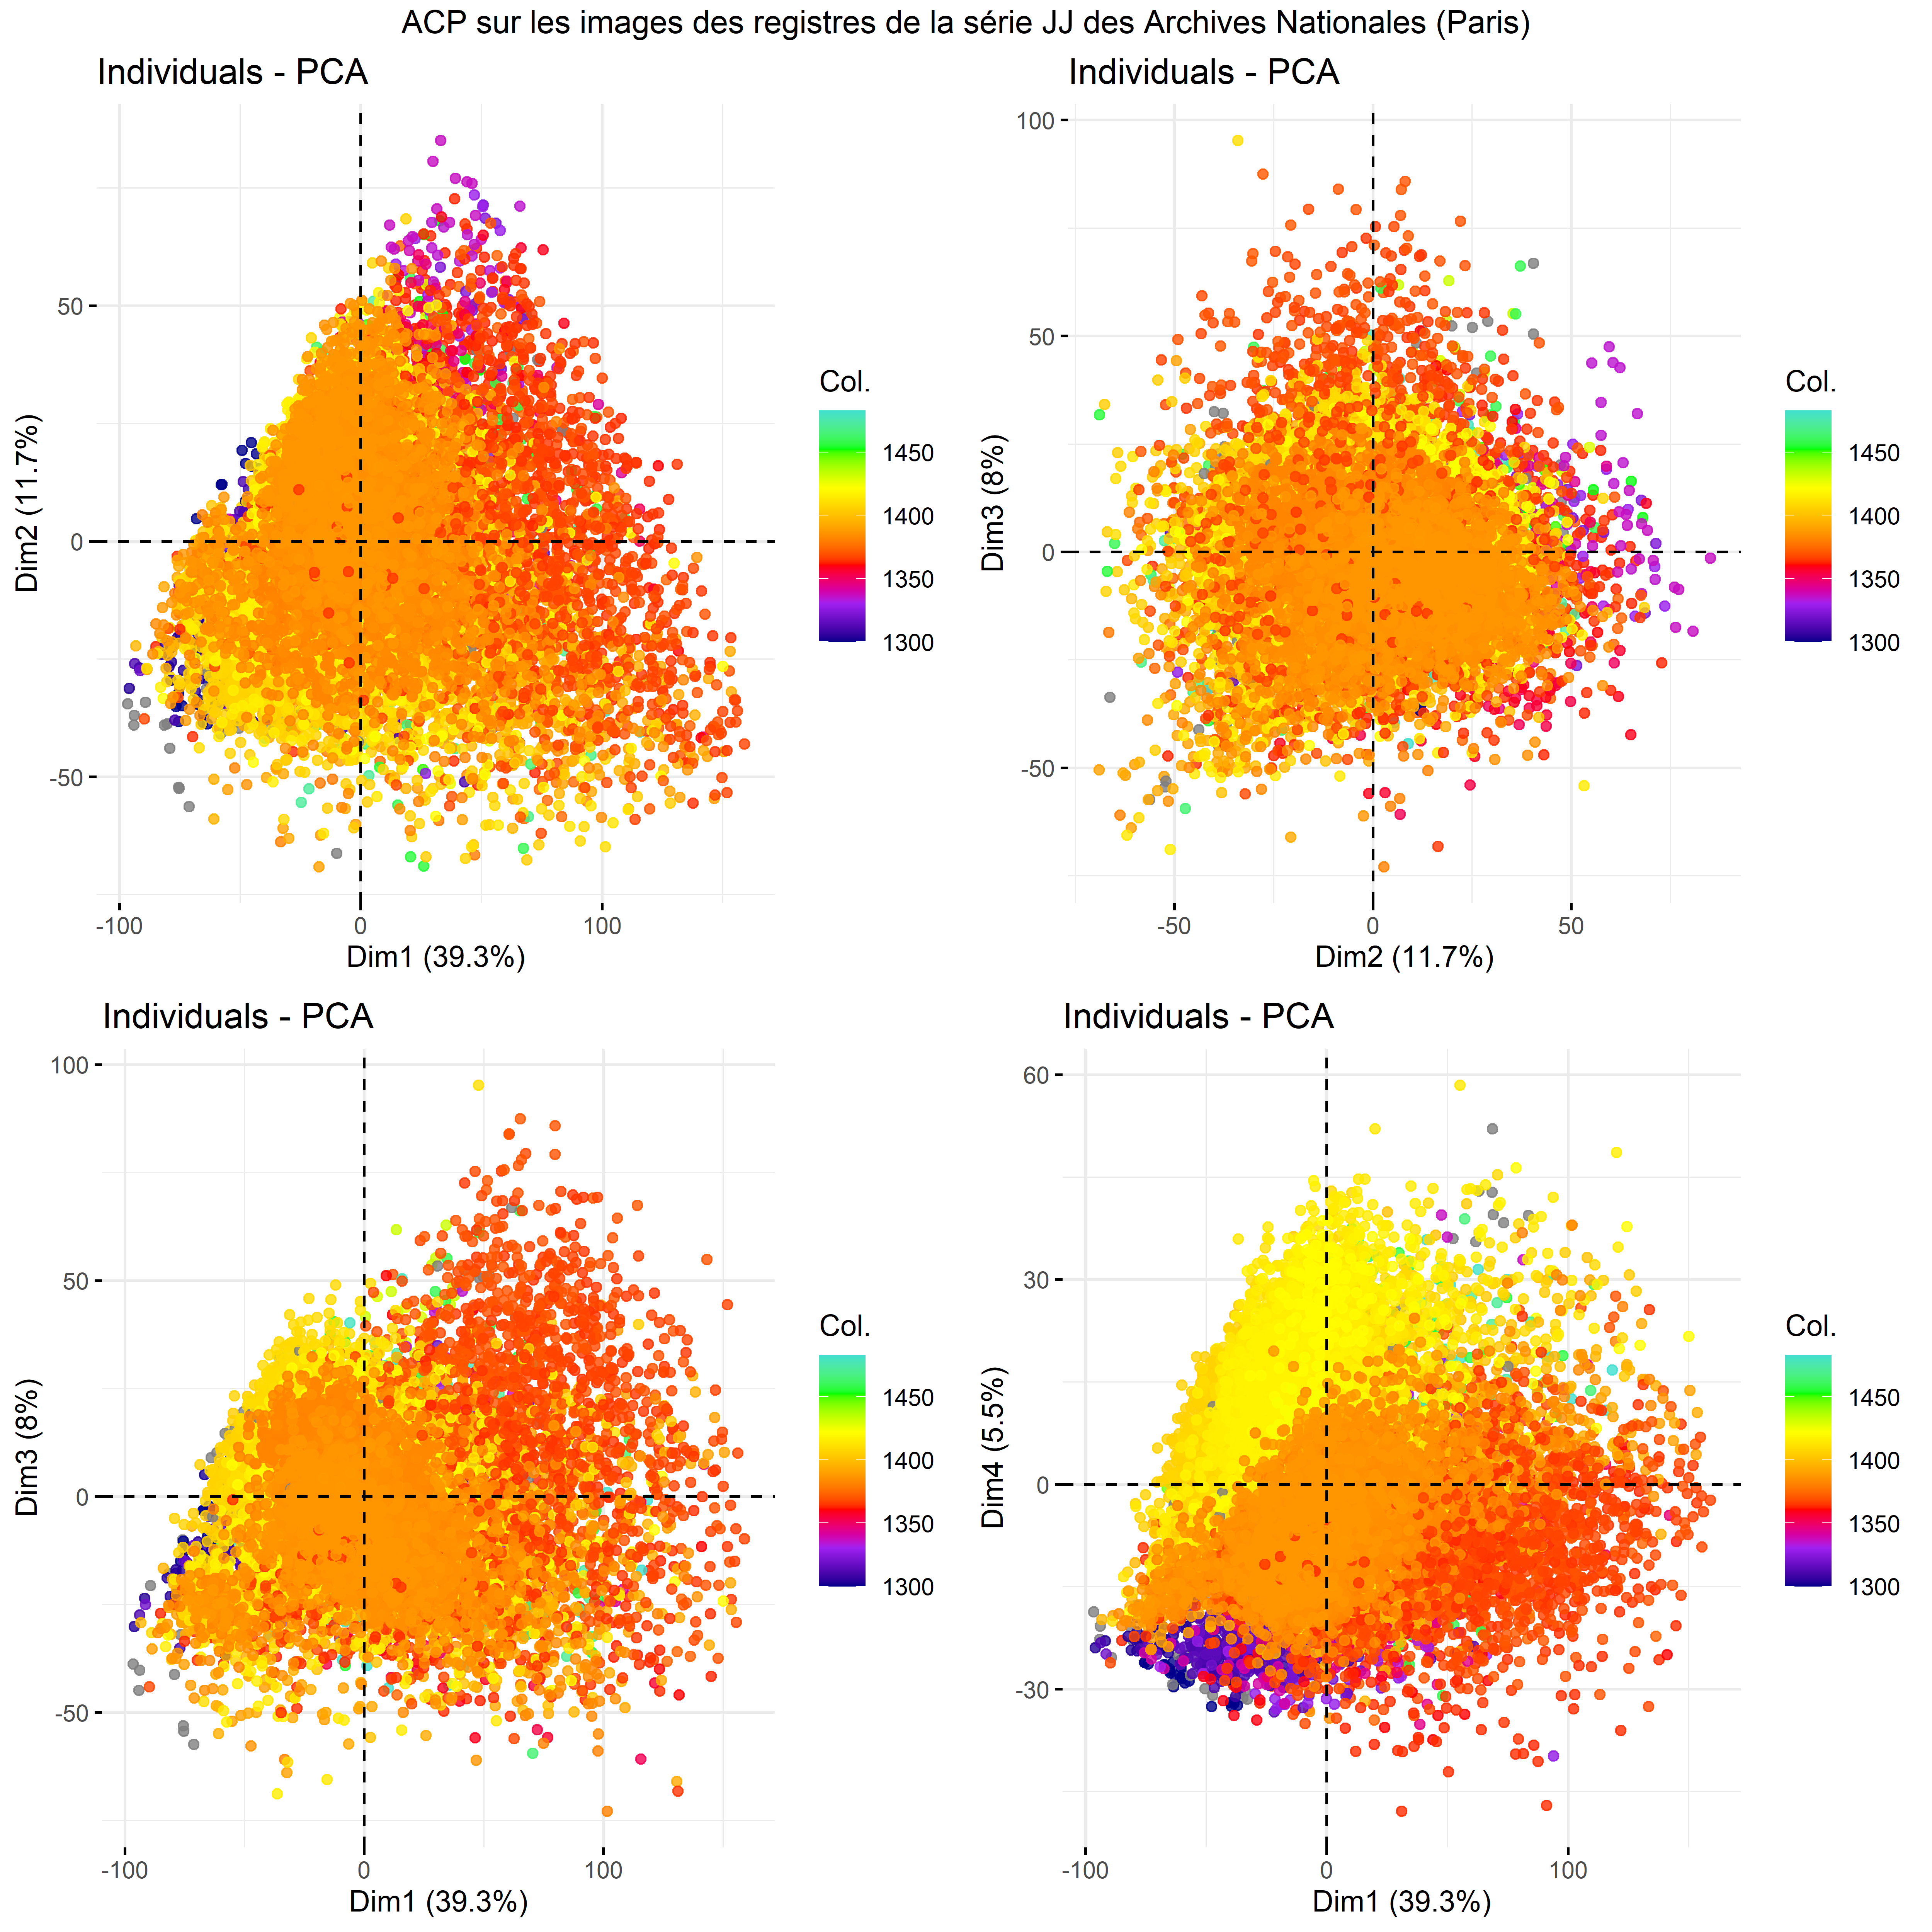 ACP sur les images des registres de la série JJ des Archives Nationales (Paris)
Individuals - PCA
50
0
-50
-100
0
100
Dim2 (11.7%)
Dim1 (39.3%)
Col.
1450
1400
1350
1300
Individuals - PCA
100
50
0
-50
-50
0
50
Dim3 (8%)
Dim2 (11.7%)
Col.
1450
1400
1350
1300
Individuals - PCA
100
50
0
-50
-100
0
100
Dim3 (8%)
Dim1 (39.3%)
Col.
1450
1400
1350
1300
Individuals - PCA
60
30
0
-30
-100
0
100
Dim4 (5.5%)
Dim1 (39.3%)
Col.
1450
1400
1350
1300